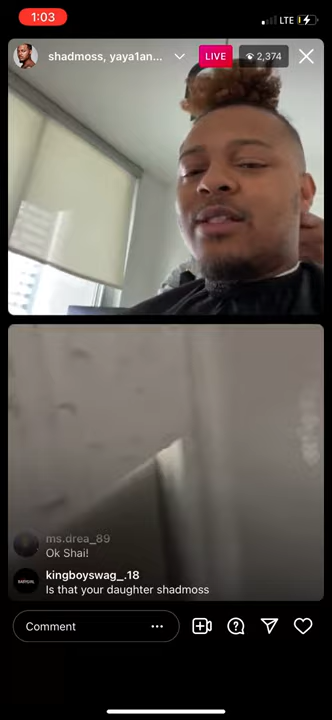 1:03
LTE
shadmoss, yaya1an...
LIVE
2,374
ms.drea_89
Ok Shai!
kingboyswag_.18
Is that your daughter shadmoss
Comment